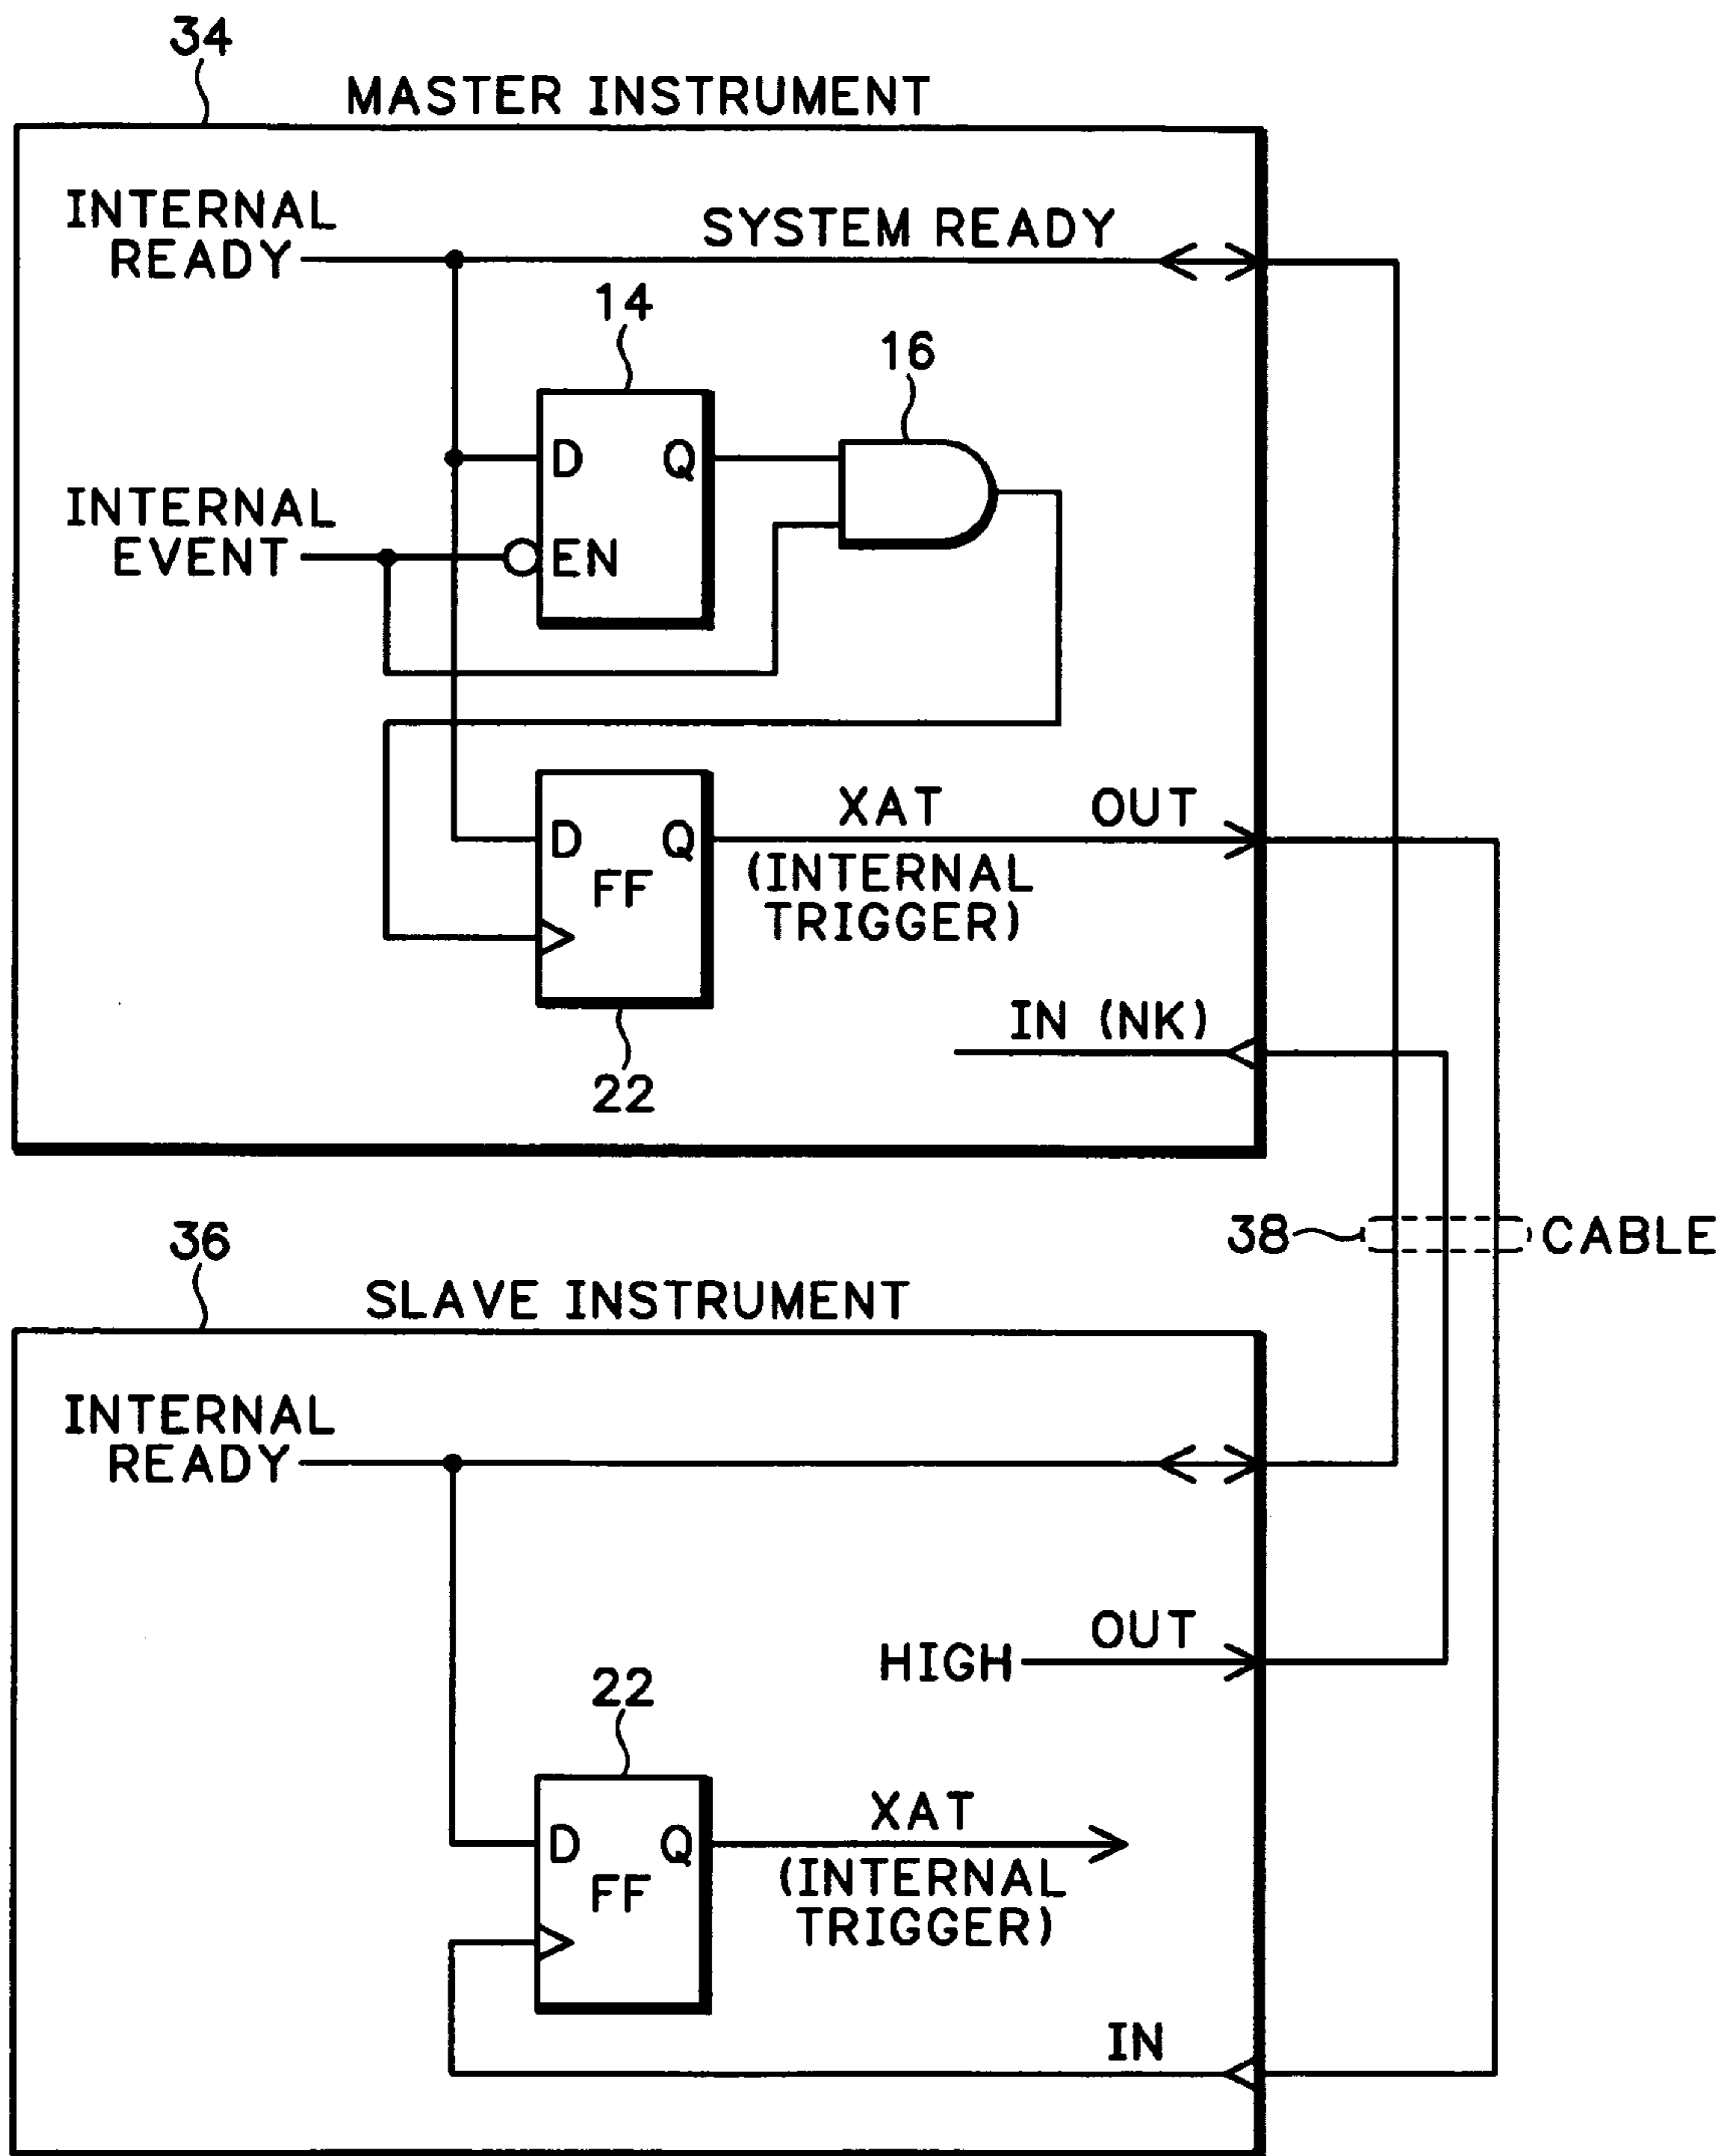 34
MASTER INSTRUMENT
INTERNAL
READY
SYSTEM READY
14
16
D
Q
INTERNAL
EVENT
EN
XAT
OUT
D
Q
(INTERNAL
TRIGGER)
FF
IN (NK)
22
38
CABLE
36
SLAVE INSTRUMENT
INTERNAL
READY
OUT
HIGH
22
XAT
D
Q
(INTERNAL
TRIGGER)
FF
IN